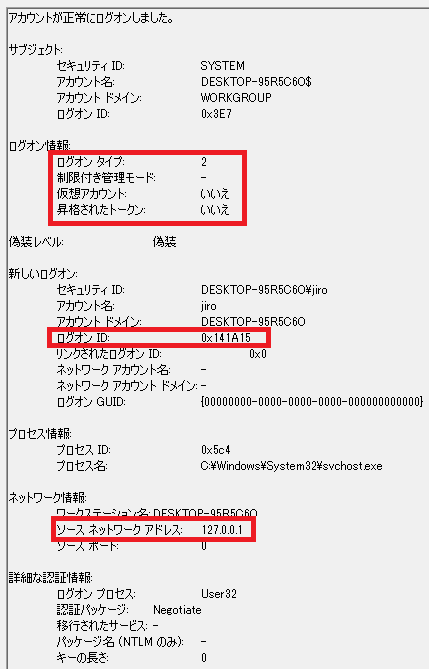 アカウントが正常にログオンしました。
サブジェクト:
セキュリティ ID: SYSTEM
アカウント名: DESKTOP-95R5C6O$
アカウント ドメイン: WORKGROUP
ログオン ID: 0x3E7
ログオン情報:
ログオン タイプ: 2
制限付き管理モード: -
仮想アカウント: いいえ
昇格されたトークン: いいえ
偽装レベル: 偽装
新しいログオン:
セキュリティ ID: DESKTOP-95R5C6O¥jiro
アカウント名: jiro
アカウント ドメイン: DESKTOP-95R5C6O
ログオン ID: 0x141A15
リンクされたログオン ID: 0x0
ネットワーク アカウント名: -
ネットワーク アカウント ドメイン: -
ログオン GUID: {00000000-0000-0000-0000-000000000000}
プロセス情報:
プロセス ID: 0x5c4
プロセス名: C:¥Windows¥System32¥svchost.exe
ネットワーク情報:
ワークステーション名: DESKTOP-95R5C6O
ソース ネットワーク アドレス: 127.0.0.1
ソース ポート: 0
詳細な認証情報:
ログオン プロセス: User32
認証パッケージ: Negotiate
移行されたサービス: -
パッケージ名 (NTLM のみ): -
キーの長さ: 0